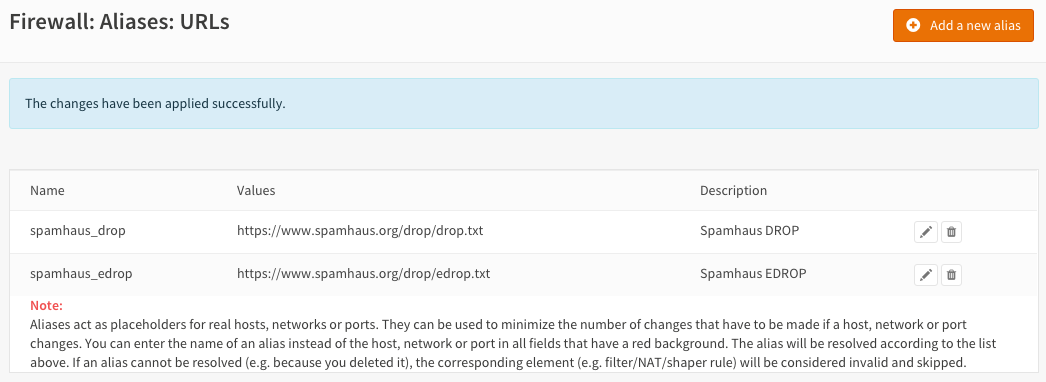 Firewall: Aliases: URLs
Add a new alias
The changes have been applied successfully.
Name Values Description
spamhaus_drop https://www.spamhaus.org/drop/drop.txt Spamhaus DROP
spamhaus_edrop https://www.spamhaus.org/drop/edrop.txt Spamhaus EDROP
Note:
Aliases act as placeholders for real hosts, networks or ports. They can be used to minimize the number of changes that have to be made if a host, network or port
changes. You can enter the name of an alias instead of the host, network or port in all fields that have a red background. The alias will be resolved according to the list
above. If an alias cannot be resolved (e.g. because you deleted it), the corresponding element (e.g. filter/NAT/shaper rule) will be considered invalid and skipped.